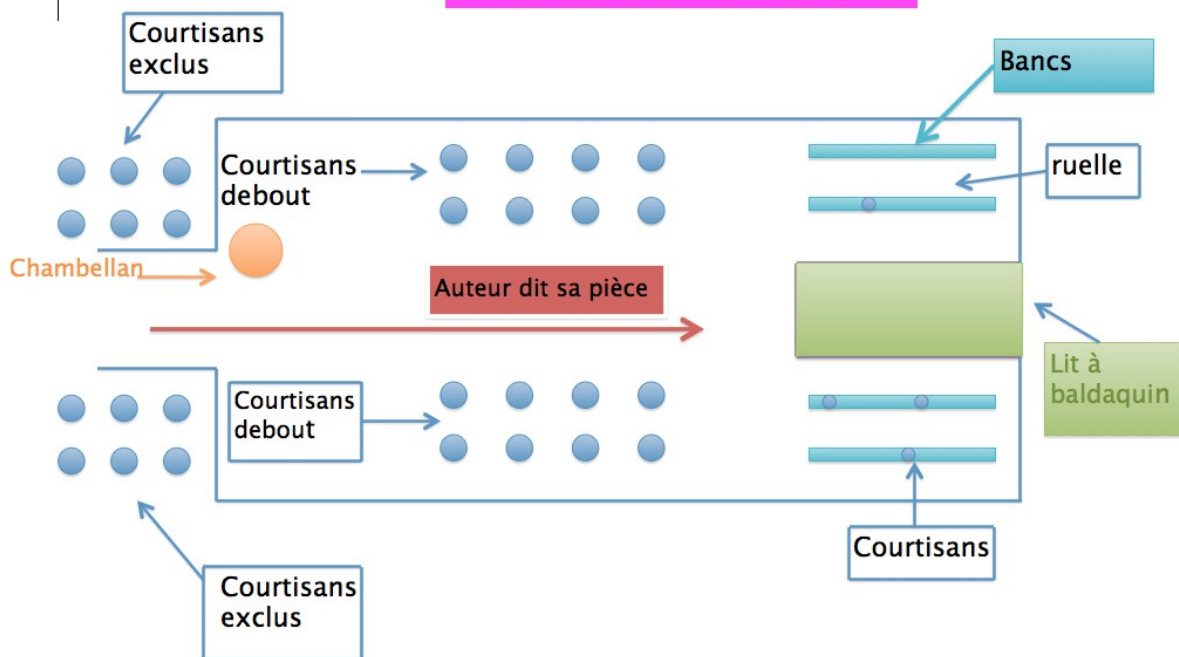 Courtisans
exclus
Bancs
Courtisans
debout
ruelle
Chambellan
Auteur dit sa pièce
Lit à
baldaquin
Courtisans
debout
Courtisans
Courtisans
exclus